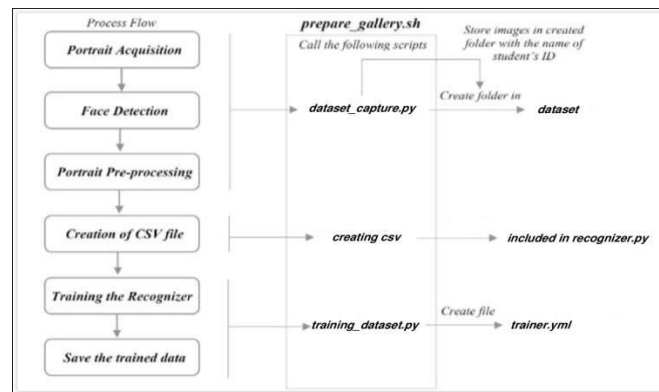 Process Flow
Portrait Acquisition
Face Detection
Portrait Pre-processing
Creation of CSV file
Training the Recognizer
Save the trained data
prepare_gallery.sh
Call the following scripts
dataset_capture.py
creating csv
training_dataset.py
Store images in created
folder with the name of
student's ID
Create folder in
dataset
included in recognizer.py
Create file
trainer.yml